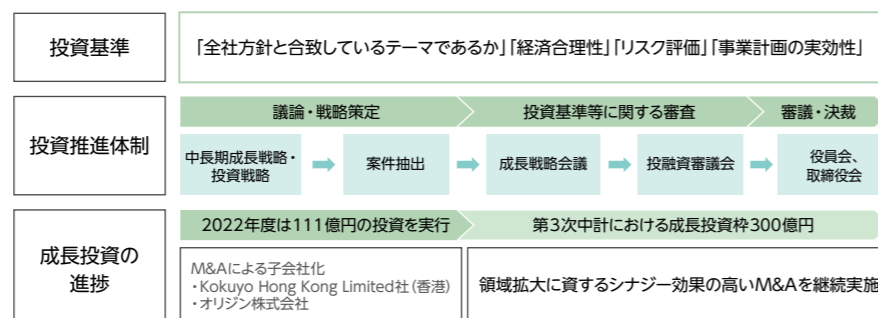 投資基準
「全社方針と合致しているテーマであるか」「経済合理性」「リスク評価」「事業計画の実効性」
投資推進体制
議論・戦略策定
投資基準等に関する審査
審議・決裁
中長期成長戦略・
投資戦略
案件抽出
成長戦略会議
投融資審議会
役員会、
取締役会
成長投資の
進捗
2022年度は111億円の投資を実行
第3次中計における成長投資枠300億円
M&Aによる子会社化
・Kokuyo Hong Kong Limited社（香港）
・オリジン株式会社
領域拡大に資するシナジー効果の高いM&Aを継続実施